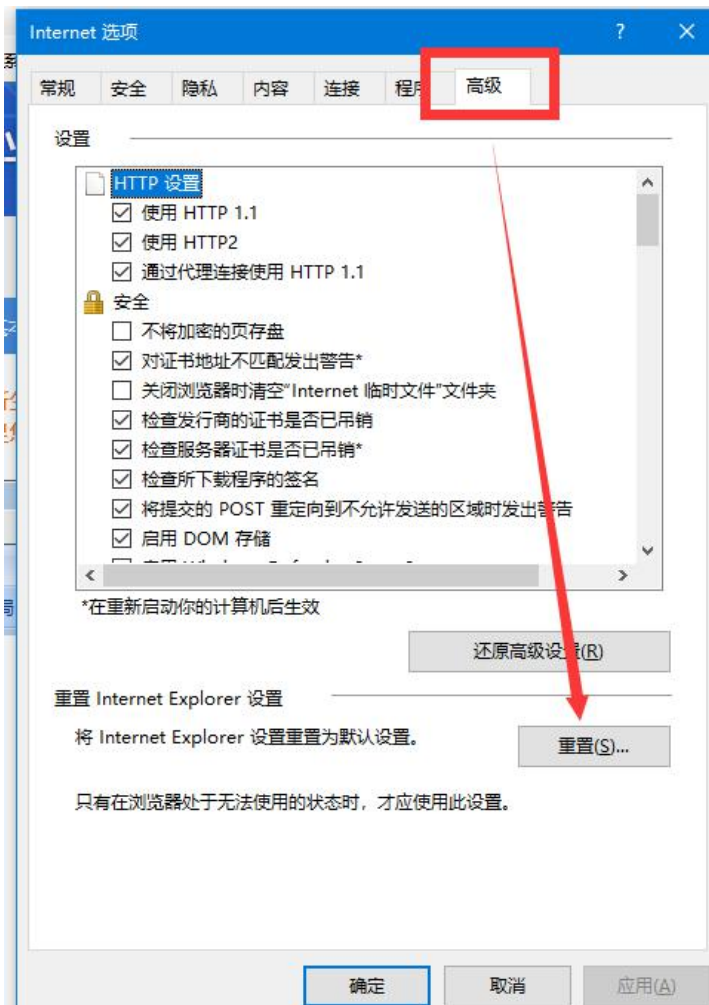 Internet 选项
常规 安全 隐私 内容 连接 程序 高级
设置
HTTP 设置
使用 HTTP 1.1
使用 HTTP2
通过代理连接使用 HTTP 1.1
安全
不将加密的页存盘
对证书地址不匹配发出警告*
关闭浏览器时清空“Internet 临时文件”文件夹
检查发行商的证书是否已吊销
检查服务器证书是否已吊销*
检查所下载程序的签名
将提交的 POST 重定向到不允许发送的区域时发出警告
启用 DOM 存储
*在重新启动你的计算机后生效
还原高级设置(R)
重置 Internet Explorer 设置
将 Internet Explorer 设置重置为默认设置。
重置(S)...
只有在浏览器处于无法使用的状态时，才应使用此设置。
确定 取消 应用(A)